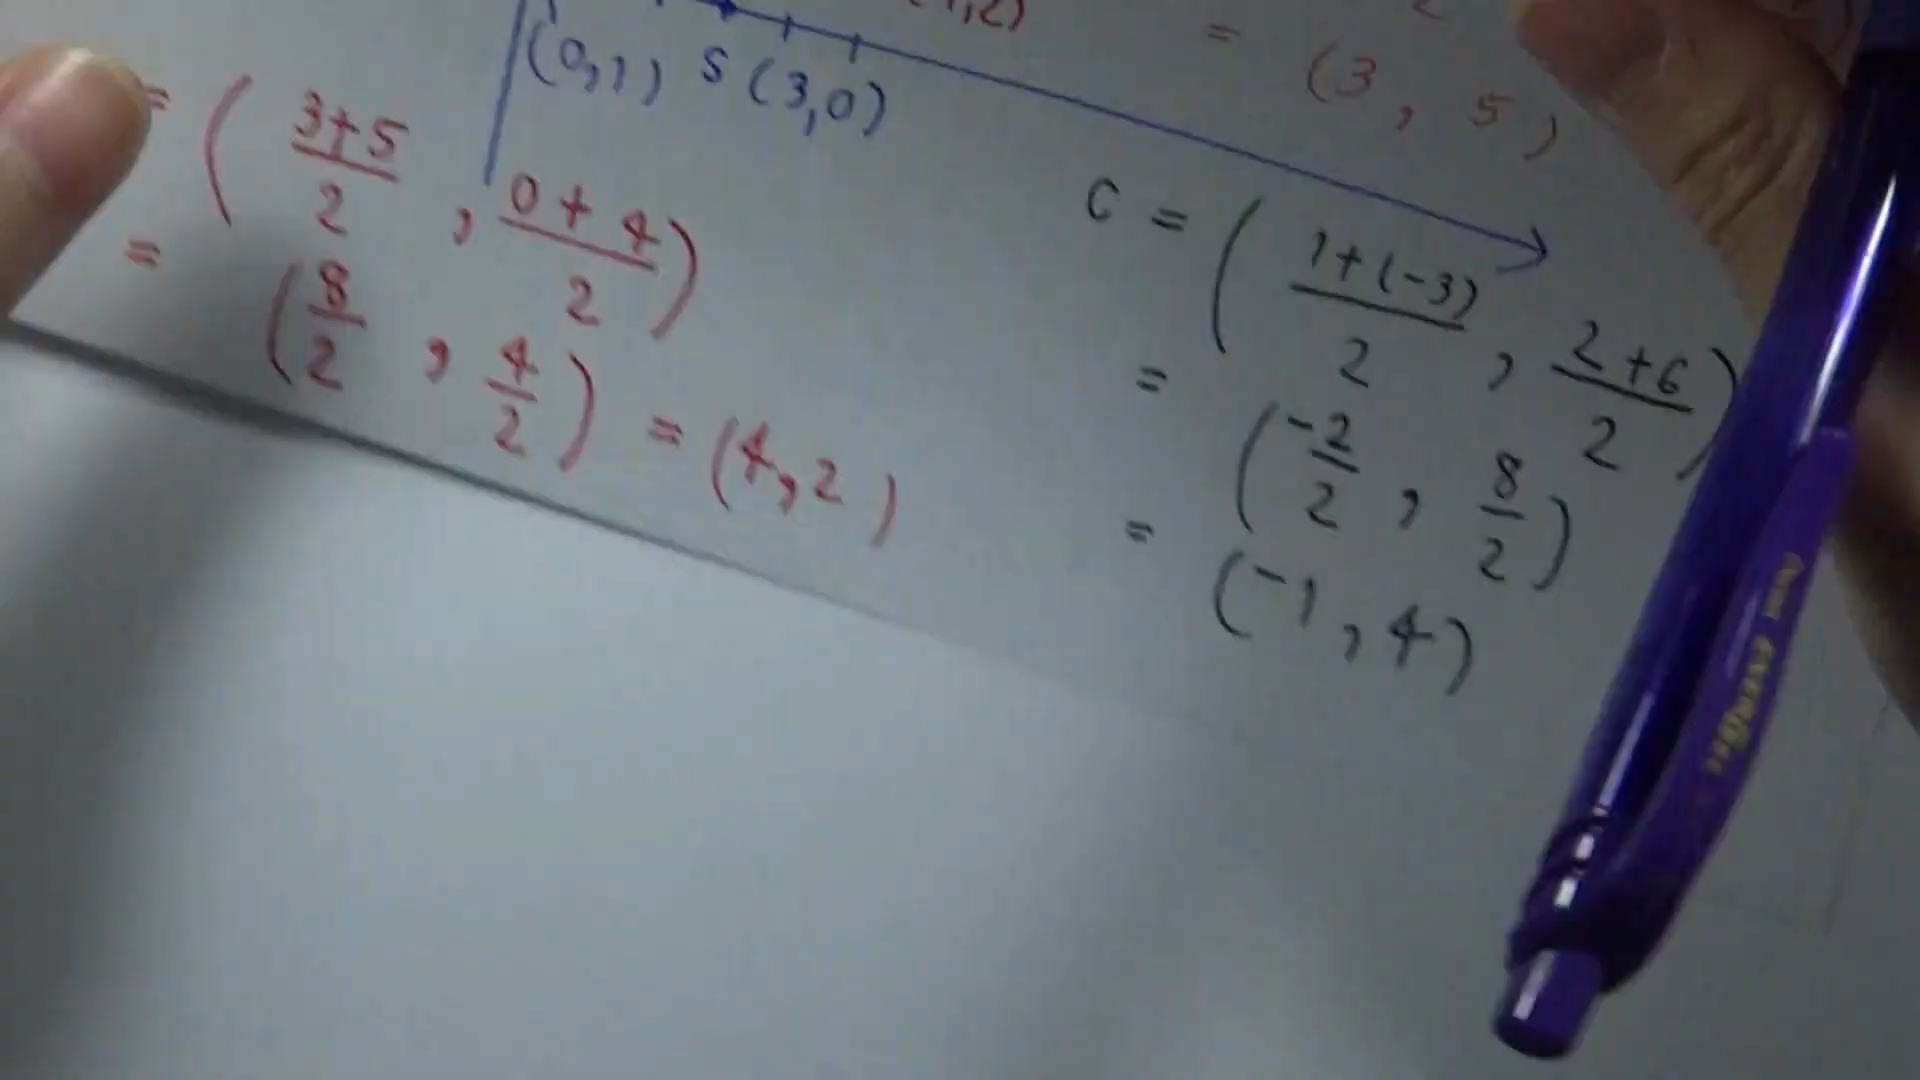 (0,1) S (3,0)
= (3, 5)
= ( 3+5/2 , 0+4/2 )
= ( 8/2 , 4/2 ) = (4,2)
C = ( 1+(-3)/2 , 2+6/2 )
= ( -2/2 , 8/2 )
= (-1, 4)